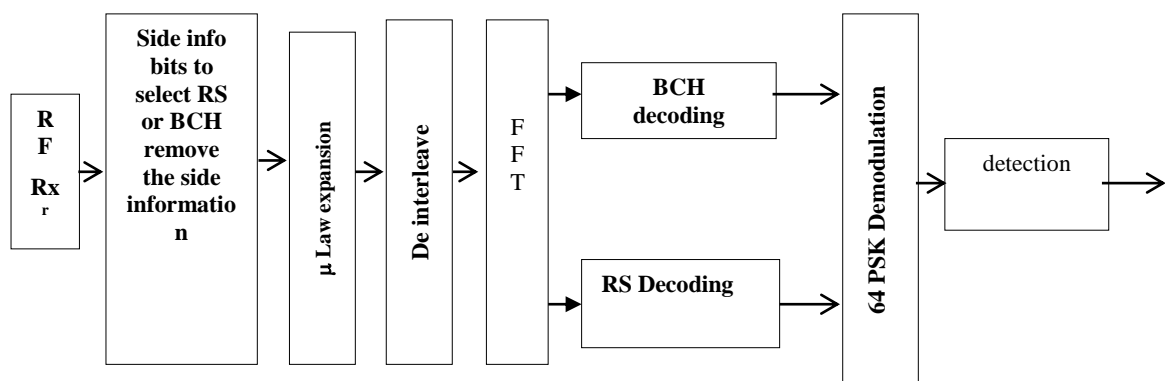 R
F
Rx
r
Side info
bits to
select RS
or BCH
remove
the side
informatio
n
μ Law expansion
De interleave
F
F
T
BCH
decoding
RS Decoding
64 PSK Demodulation
detection